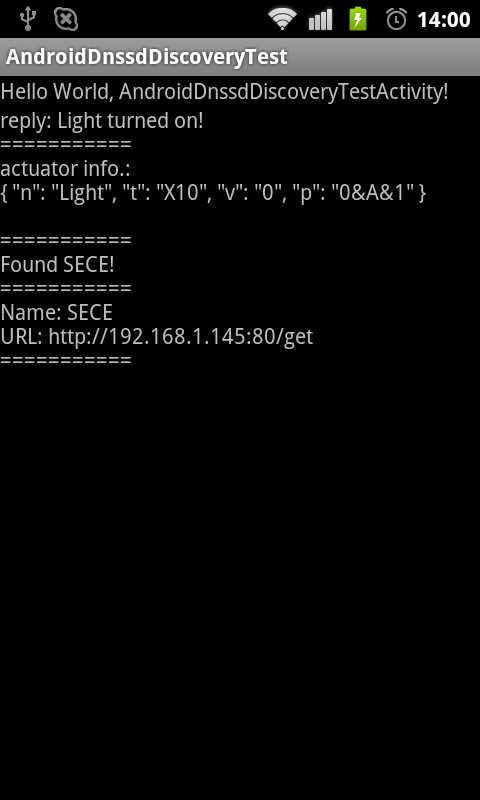 14:00
AndroidDnssdDiscoveryTest
Hello World, AndroidDnssdDiscoveryTestActivity!
reply: Light turned on!
===========
actuator info.:
{ "n": "Light", "t": "X10", "v": "0", "p": "0&A&1" }
===========
Found SECE!
===========
Name: SECE
URL: http://192.168.1.145:80/get
===========